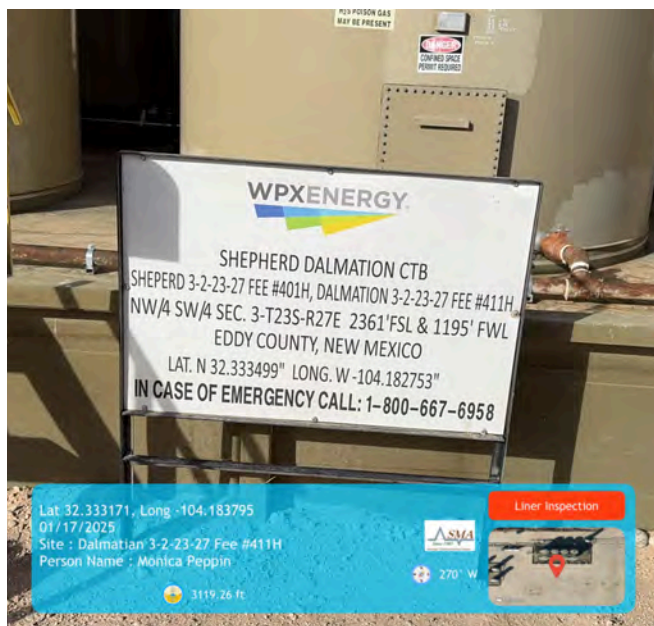 H2S POISON GAS
MAY BE PRESENT
DANGER
CONFINED SPACE
PERMIT REQUIRED
WPXENERGY
SHEPHERD DALMATION CTB
SHEPERD 3-2-23-27 FEE #401H, DALMATION 3-2-23-27 FEE #411H
NW/4 SW/4 SEC. 3-T23S-R27E 2361'FSL & 1195' FWL
EDDY COUNTY, NEW MEXICO
LAT. N 32.333499" LONG. W -104.182753"
IN CASE OF EMERGENCY CALL: 1-800-667-6958
Lat 32.333171, Long -104.183795
01/17/2025
Site : Dalmatian 3-2-23-27 Fee #411H
Person Name : Monica Peppin
3119.26 ft
SMA
270° W
Liner Inspection